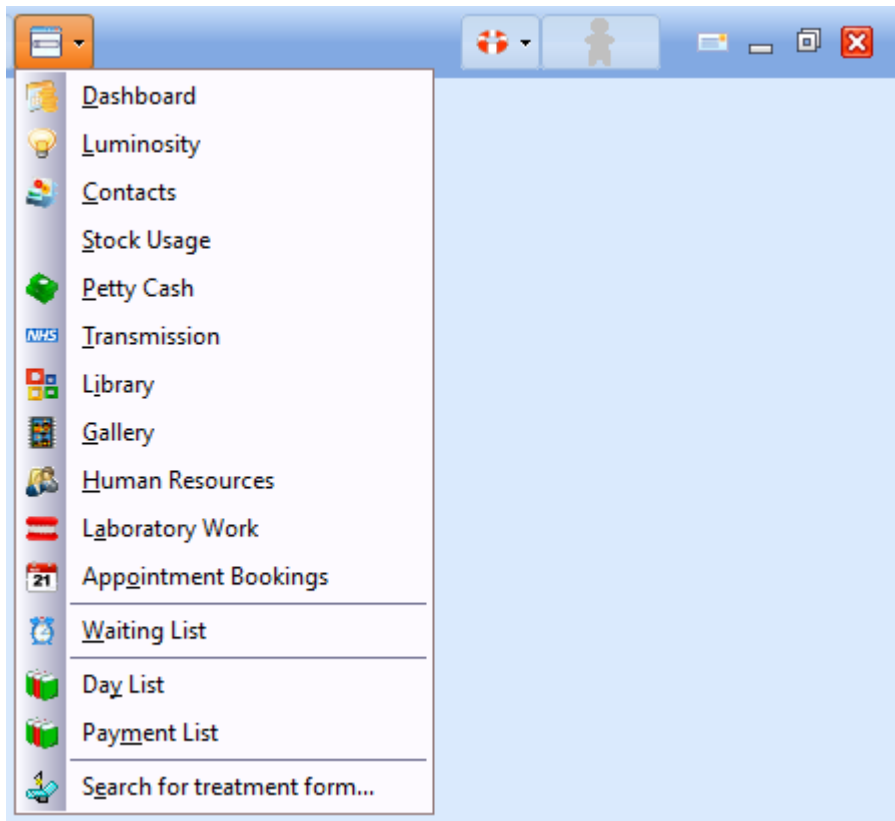 Dashboard
Luminosity
Contacts
Stock Usage
Petty Cash
NHS Transmission
Library
Gallery
Human Resources
Laboratory Work
21 Appointment Bookings
Waiting List
Day List
Payment List
Search for treatment form...